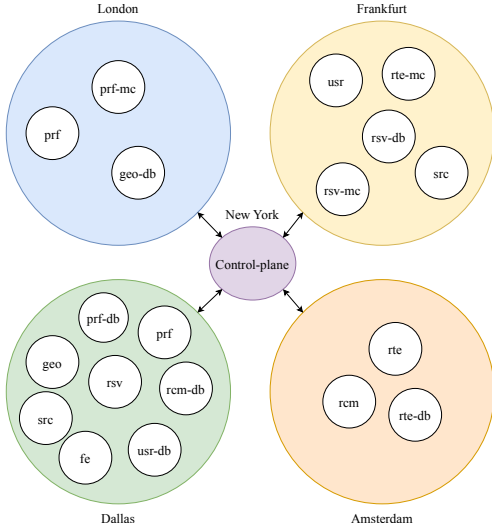 London
Frankfurt
prf-mc
prf
geo-db
usr
rte-mc
rsv-db
src
rsv-mc
New York
Control-plane
prf-db
prf
geo
rsv
rcm-db
src
fe
usr-db
rte
rcm
rte-db
Dallas
Amsterdam